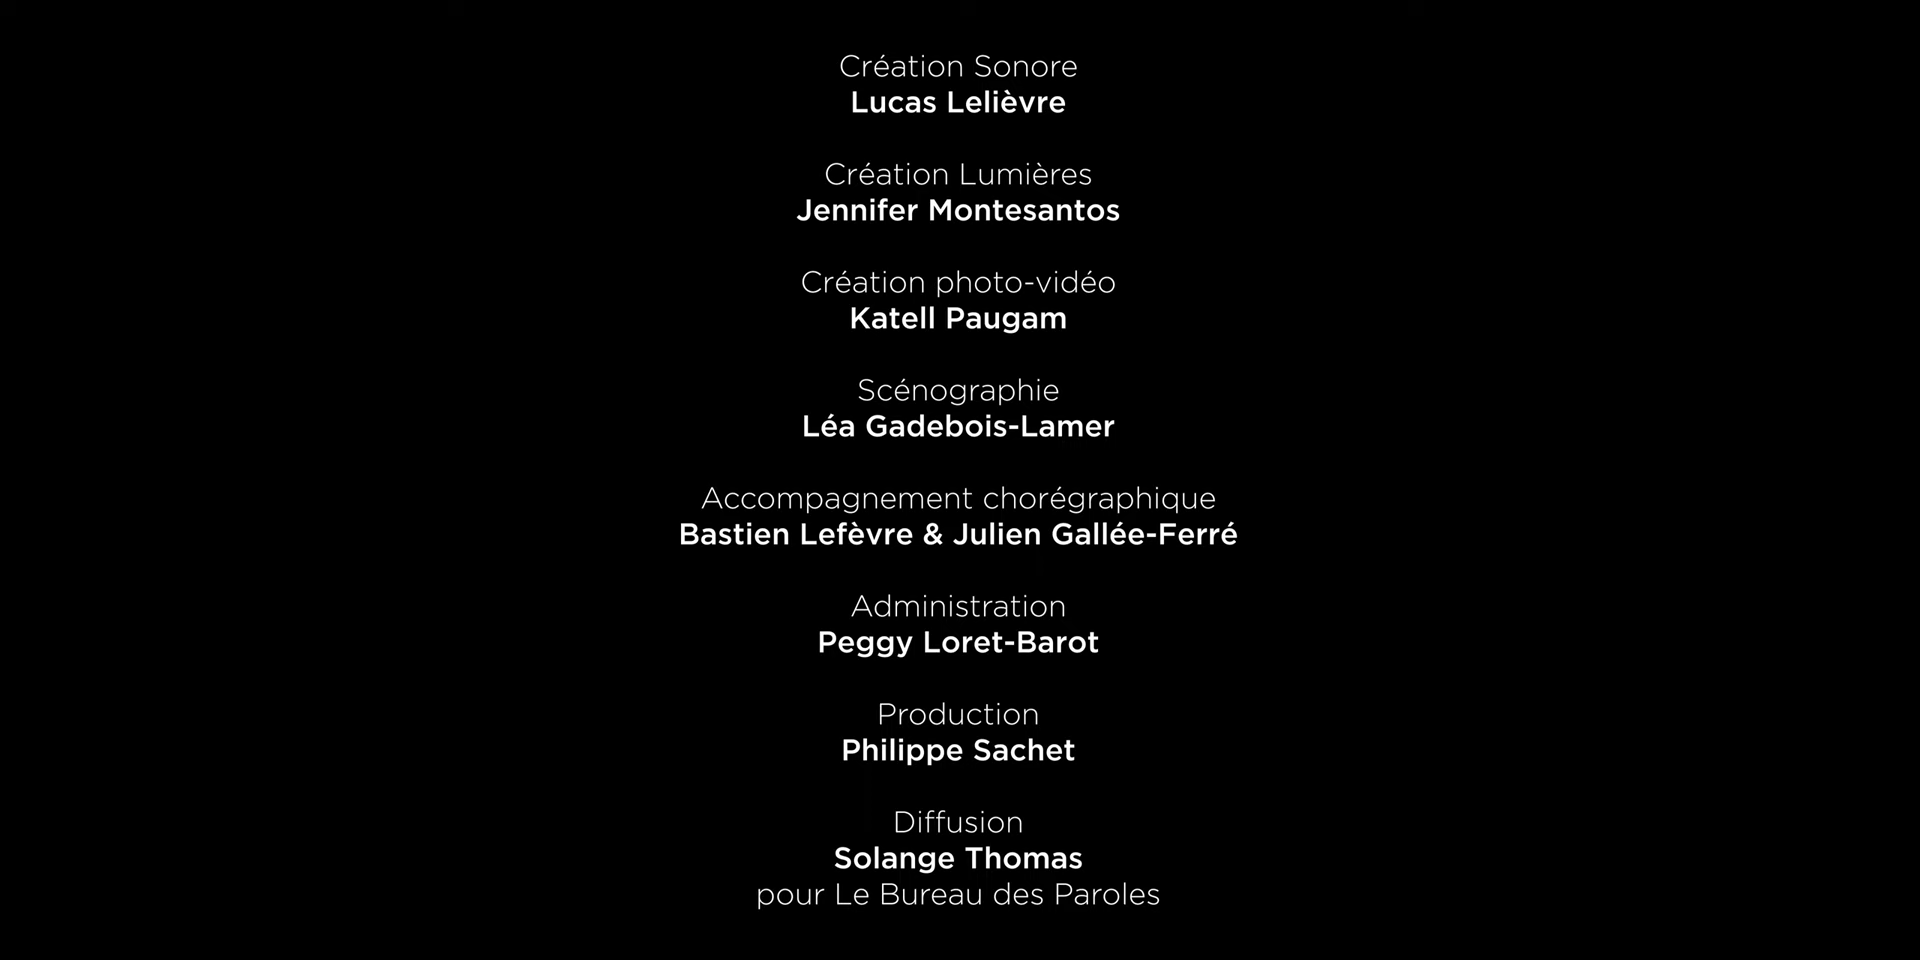 Création Sonore
Lucas Lelièvre
Création Lumières
Jennifer Montesantos
Création photo-vidéo
Katell Paugam
Scénographie
Léa Gadebois-Lamer
Accompagnement chorégraphique
Bastien Lefèvre & Julien Gallée-Ferré
Administration
Peggy Loret-Barot
Production
Philippe Sachet
Diffusion
Solange Thomas
pour Le Bureau des Paroles